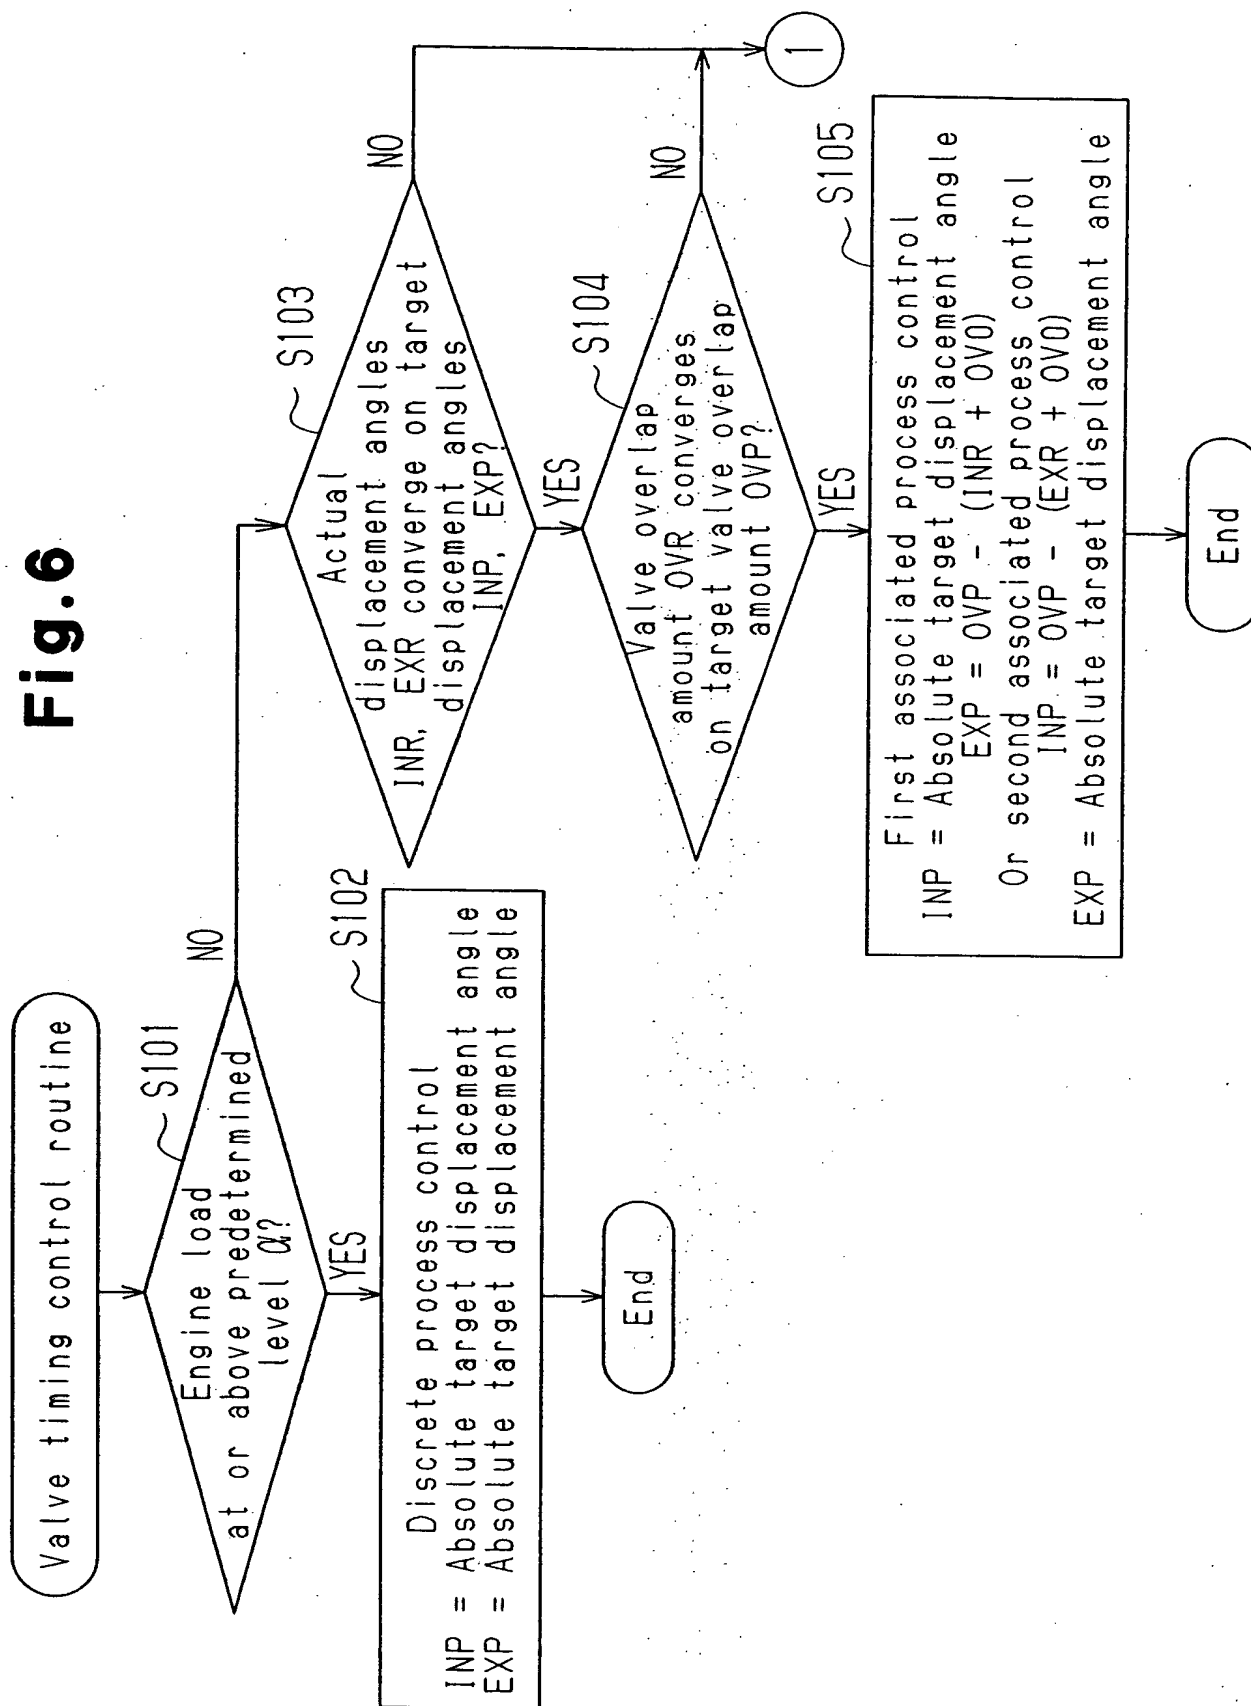 Fig.6
Valve timing control routine
S101
Engine load
at or above predetermined
level α?
NO
YES
S102
Discrete process control
INP = Absolute target displacement angle
EXP = Absolute target displacement angle
End
S103
Actual
displacement angles
INR, EXR converge on target
displacement angles
INP, EXP?
NO
YES
S104
Valve overlap
amount OVR converges
on target valve overlap
amount OVP?
NO
YES
1
S105
First associated process control
INP = Absolute target displacement angle
EXP = OVP - (INR + OVO)
Or second associated process control
INP = OVP - (EXR + OVO)
EXP = Absolute target displacement angle
End